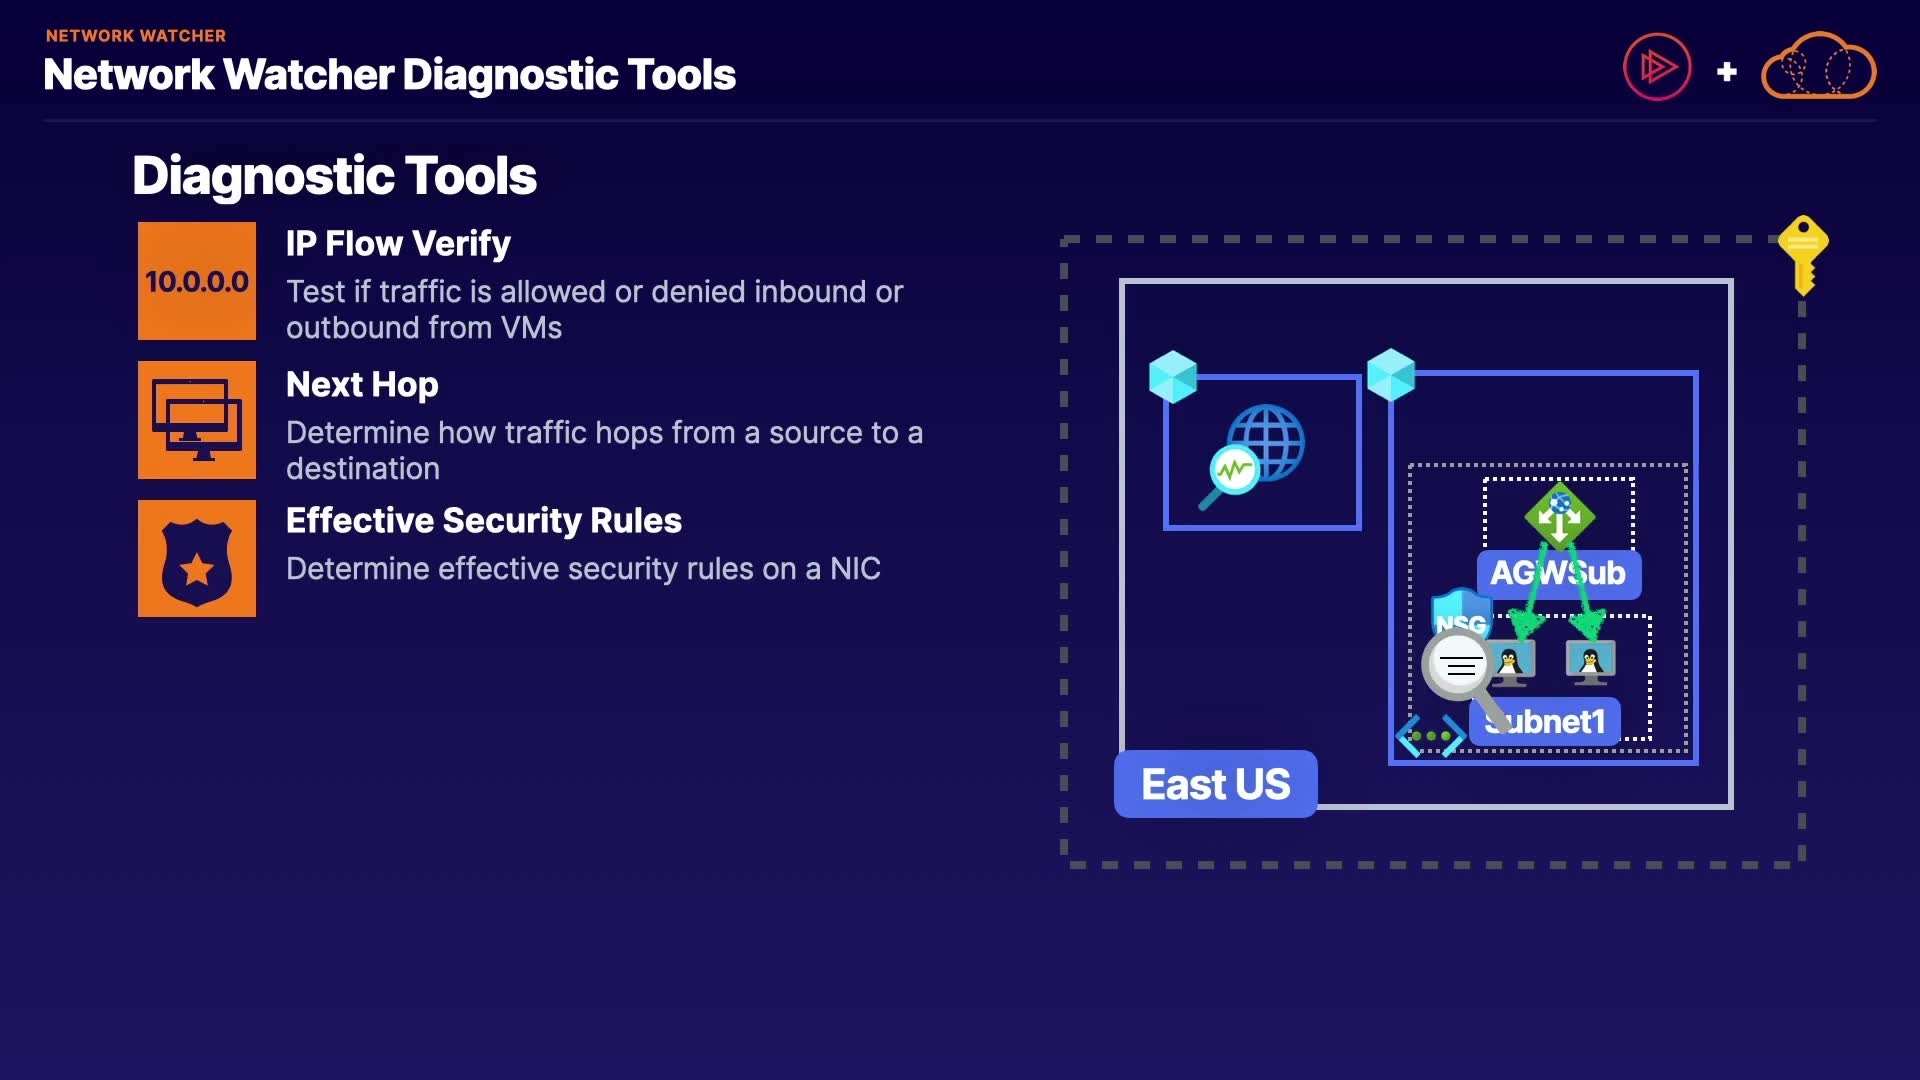 NETWORK WATCHER
Network Watcher Diagnostic Tools
Diagnostic Tools
10.0.0.0
IP Flow Verify
Test if traffic is allowed or denied inbound or
outbound from VMs
Next Hop
Determine how traffic hops from a source to a
destination
Effective Security Rules
Determine effective security rules on a NIC
AGWSub
NSG
Subnet1
East US